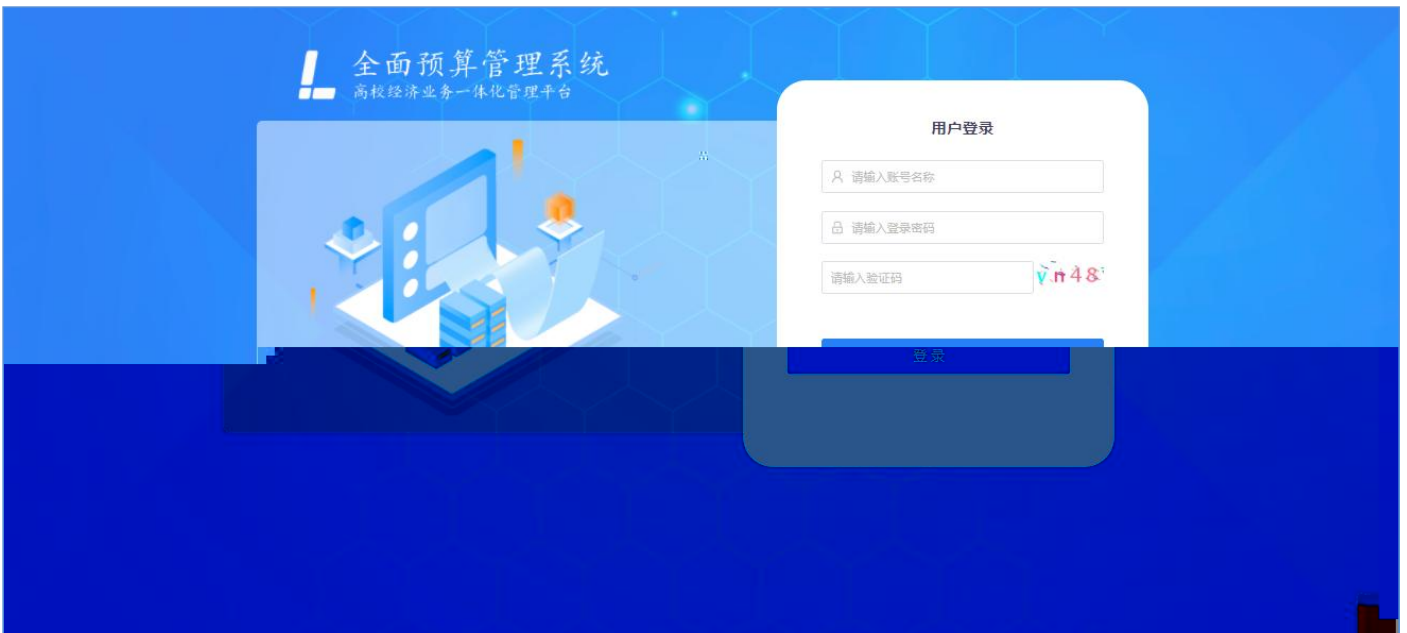 全面预算管理系统
高校经济业务一体化管理平台
用户登录
请输入账号名称
请输入登录密码
请输入验证码
yn48
登录